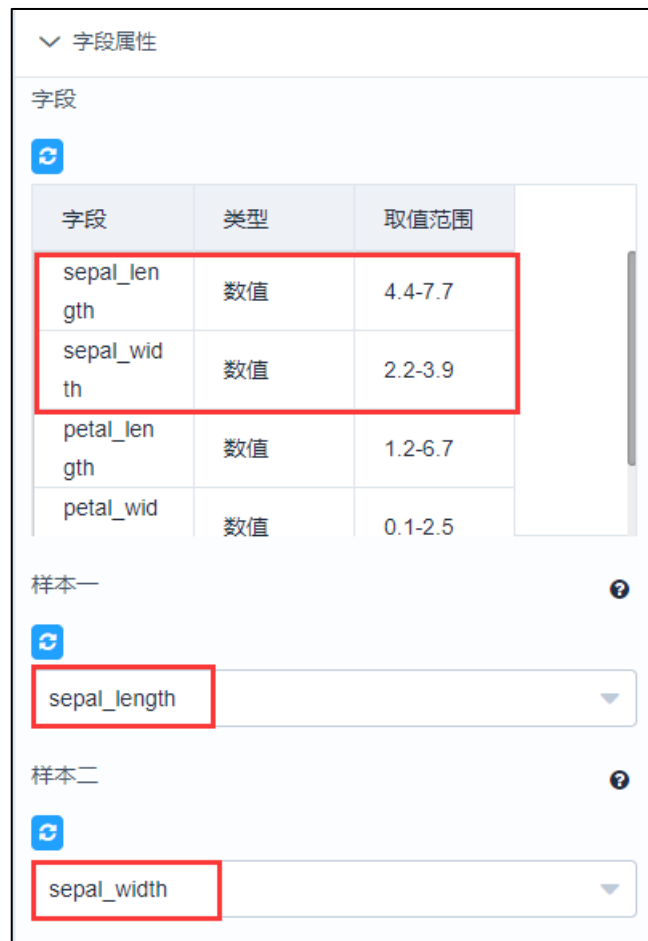 字段属性
字段
字段 类型 取值范围
sepal_len
gth 数值 4.4-7.7
sepal_wid
th 数值 2.2-3.9
petal_len
gth 数值 1.2-6.7
petal_wid
数值 0.1-2.5
样本一
sepal_length
样本二
sepal_width